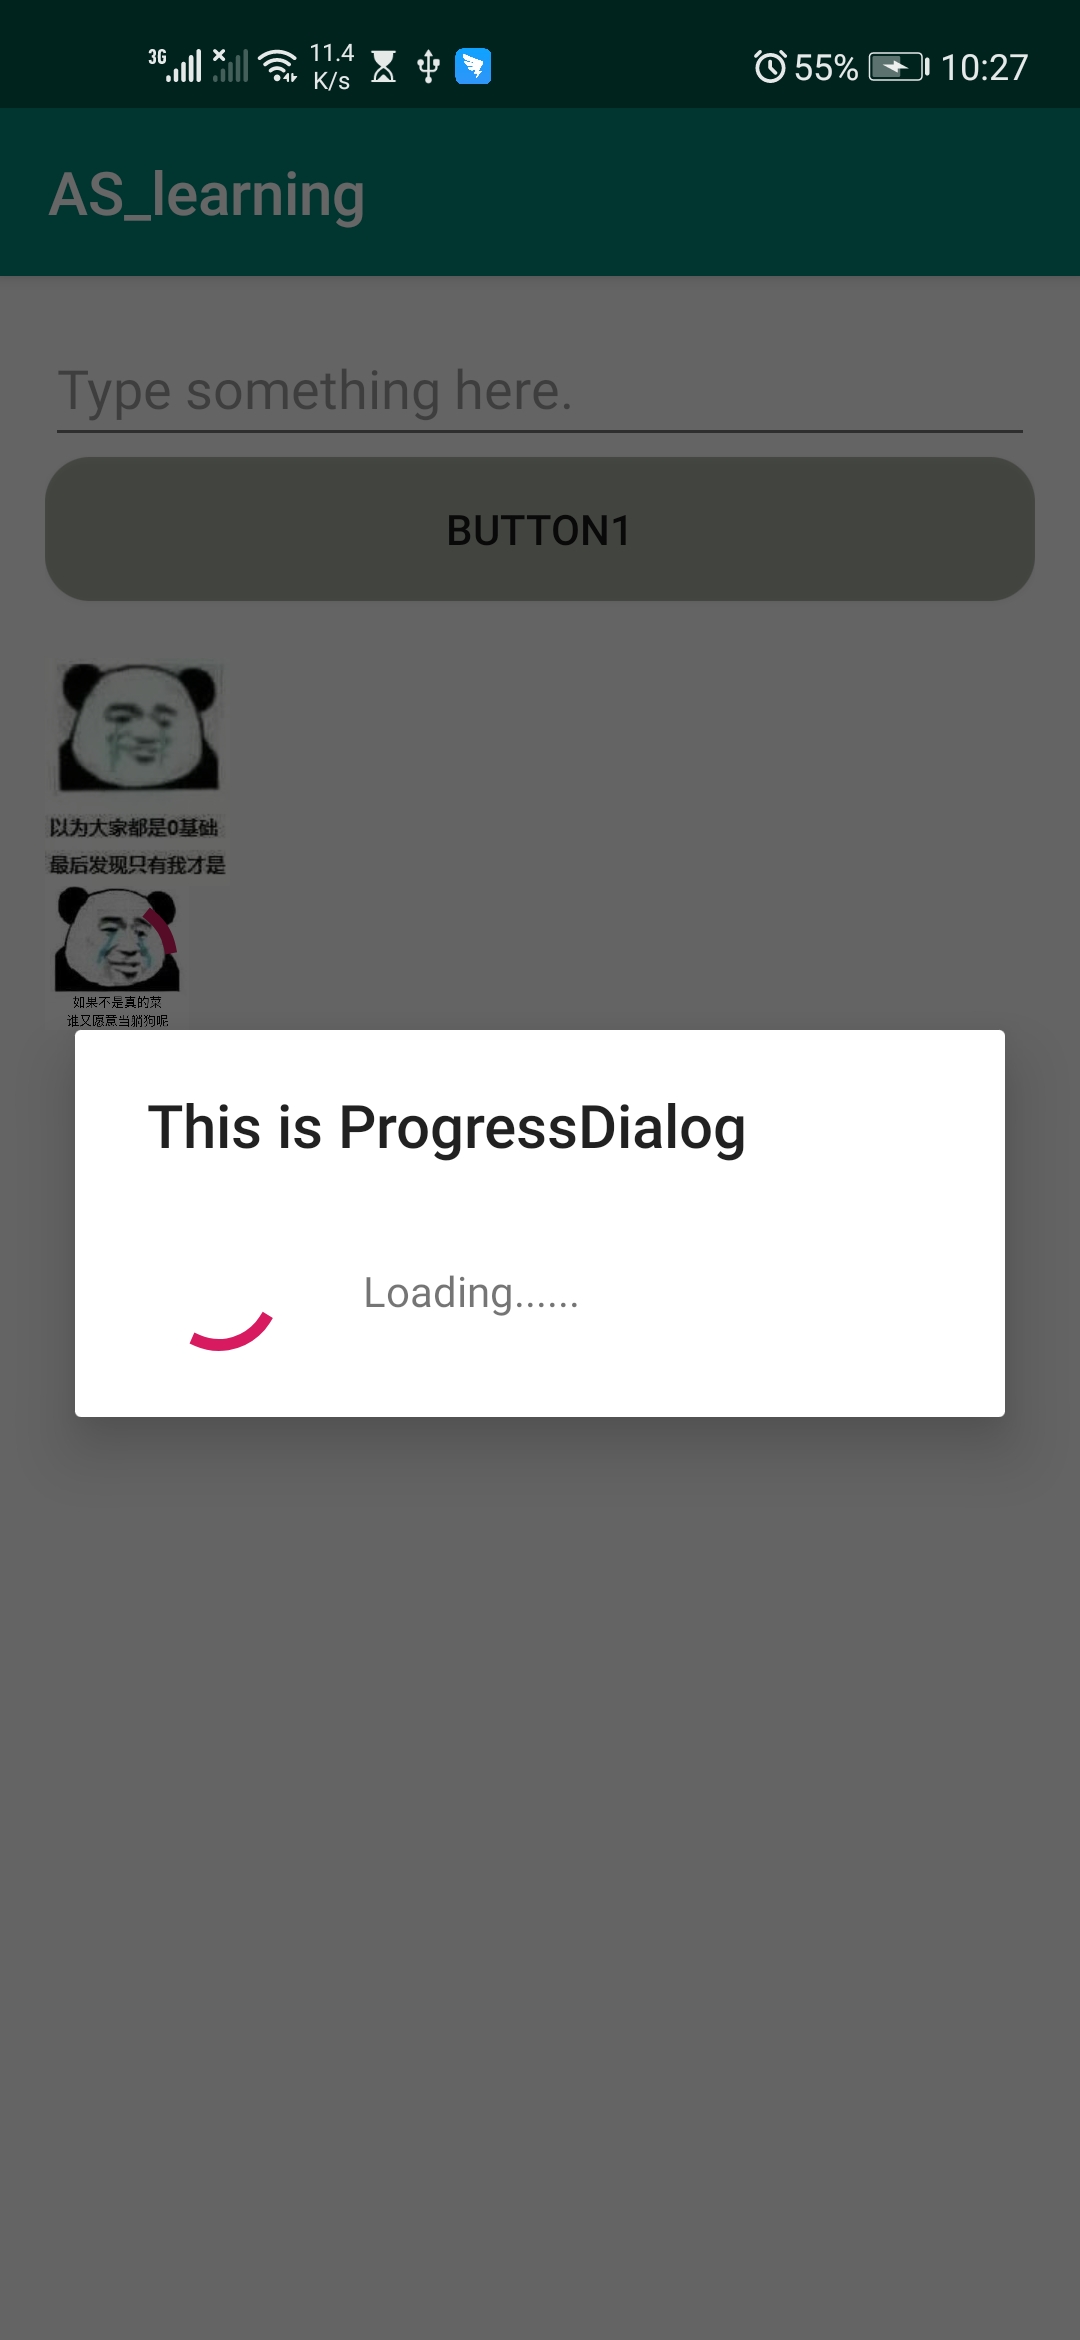 3G
11.4
K/s
55%
10:27
AS_learning
Type something here.
BUTTON1
以为大家都是0基础
最后发现只有我才是
如果不是真的菜
谁又愿意当躺狗呢
This is ProgressDialog
Loading......